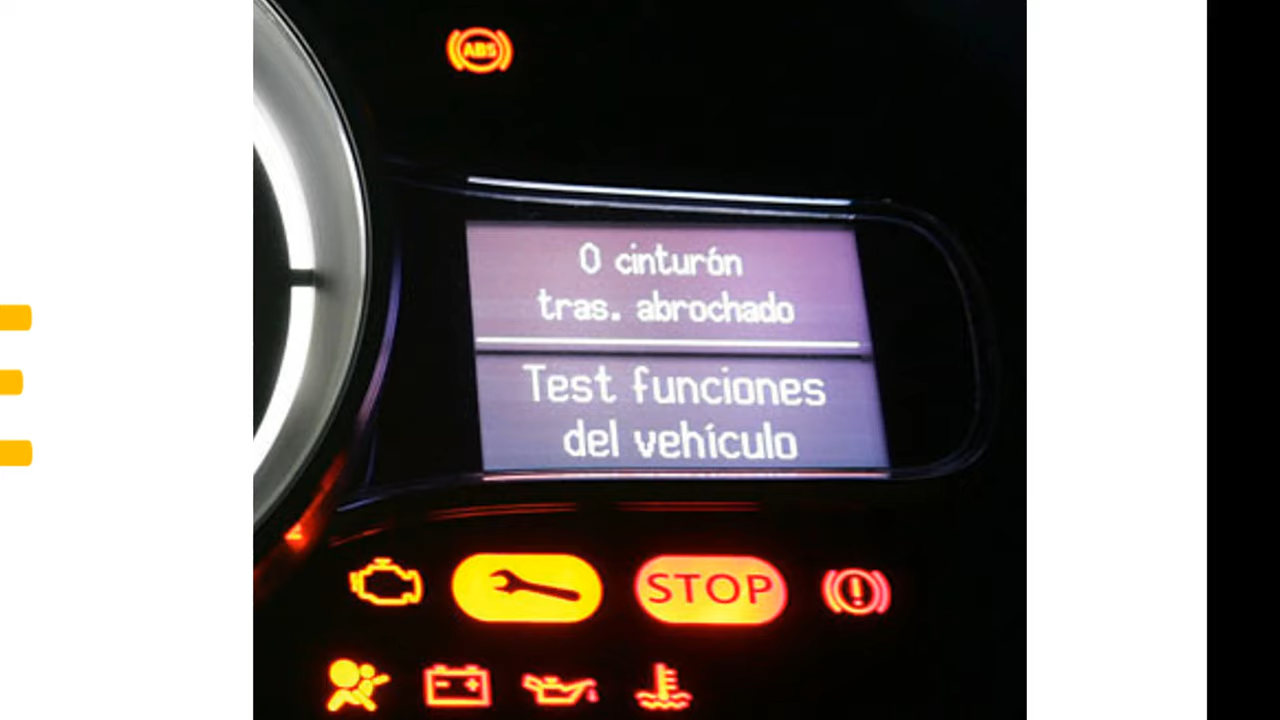 ABS
0 cinturón
tras. abrochado
Test funciones
del vehículo
STOP